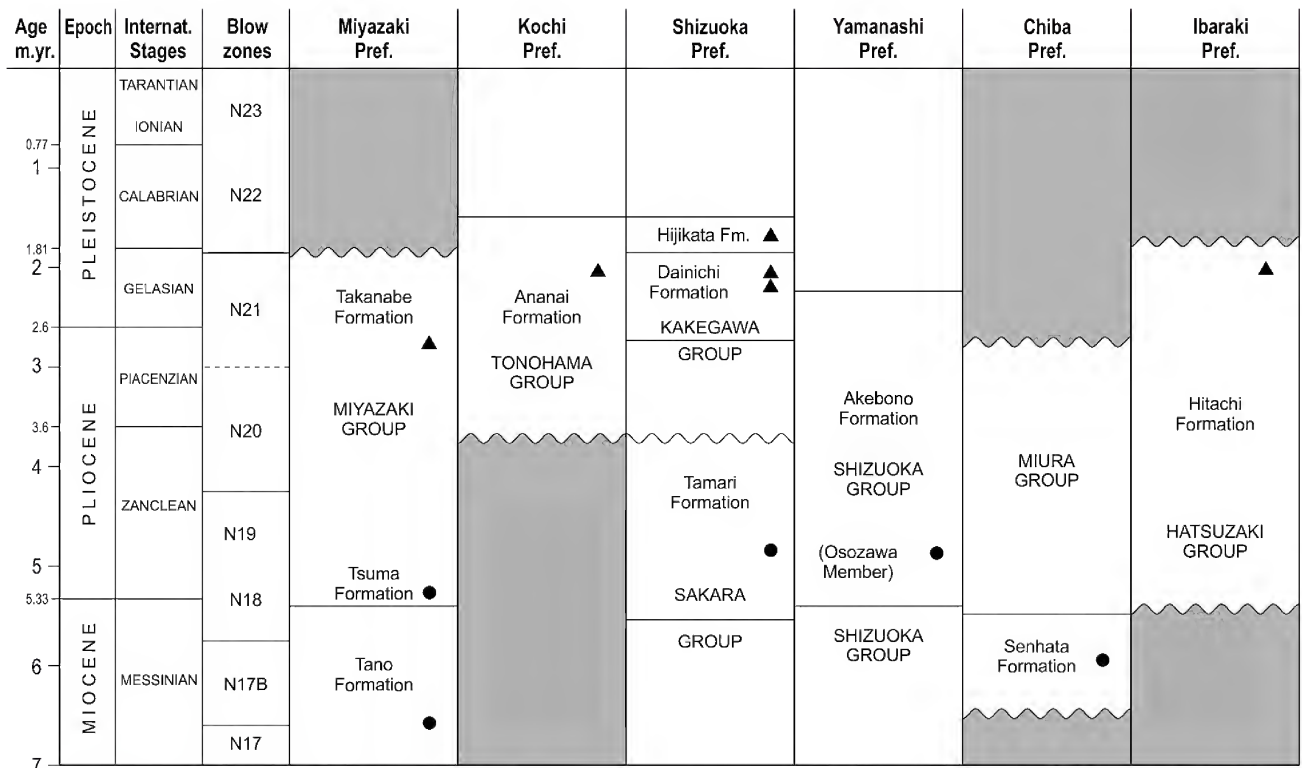 Age
m.yr.
Epoch
Internat.
Stages
Blow
zones
Miyazaki
Pref.
Kochi
Pref.
Shizuoka
Pref.
Yamanashi
Pref.
Chiba
Pref.
Ibaraki
Pref.
0.77
1
1.81
2
2.6
3
3.6
4
5
5.33
6
7
PLEISTOCENE
PLIOCENE
MIOCENE
TARANTIAN
IONIAN
CALABRIAN
GELASIAN
PIACENZIAN
ZANCLEAN
MESSINIAN
N23
N22
N21
N20
N19
N18
N17B
N17
Takanabe
Formation
MIYAZAKI
GROUP
Tsuma
Formation
Tano
Formation
Ananai
Formation
TONOHAMA
GROUP
Hijikata Fm.
Dainichi
Formation
KAKEGAWA
GROUP
Tamari
Formation
SAKARA
GROUP
Akebono
Formation
SHIZUOKA
GROUP
(Osozawa
Member)
SHIZUOKA
GROUP
MIURA
GROUP
Senhata
Formation
Hitachi
Formation
HATSUZAKI
GROUP